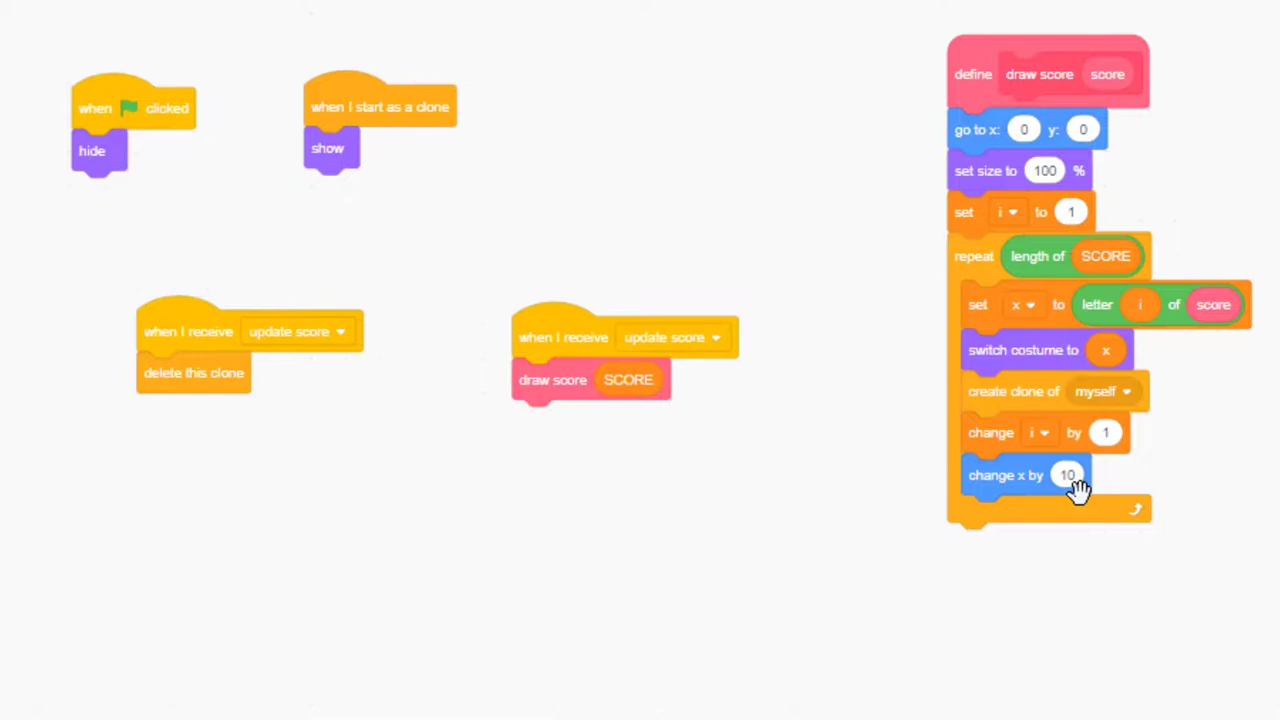 when clicked
hide
when I start as a clone
show
when I receive update score
delete this clone
when I receive update score
draw score SCORE
define draw score score
go to x: 0 y: 0
set size to 100 %
set i to 1
repeat length of SCORE
set x to letter i of score
switch costume to x
create clone of myself
change i by 1
change x by 10